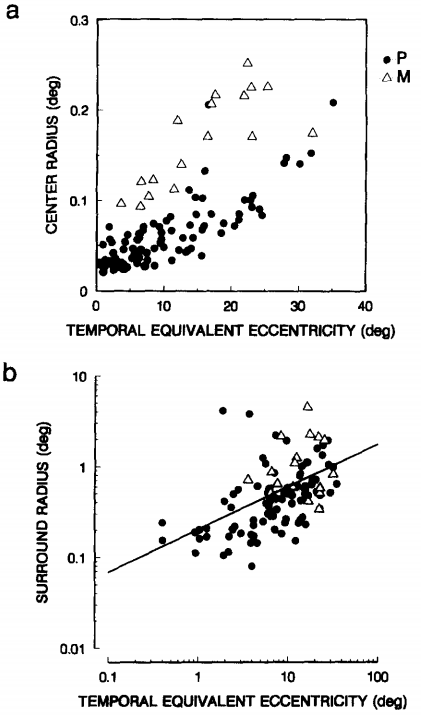 a
0.3
● P
△ M
0.2
CENTER RADIUS (deg)
0.1
0
0 10 20 30 40
TEMPORAL EQUIVALENT ECCENTRICITY (deg)
b
10
1
SURROUND RADIUS (deg)
0.1
0.01
0.1 1 10 100
TEMPORAL EQUIVALENT ECCENTRICITY (deg)